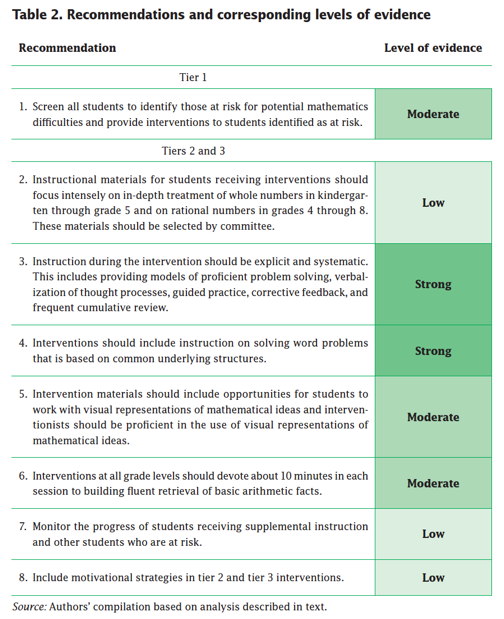 Table 2. Recommendations and corresponding levels of evidence
Recommendation Level of evidence
Tier 1
1. Screen all students to identify those at risk for potential mathematics
difficulties and provide interventions to students identified as at risk.
Moderate
Tiers 2 and 3
2. Instructional materials for students receiving interventions should
focus intensely on in-depth treatment of whole numbers in kindergar-
ten through grade 5 and on rational numbers in grades 4 through 8.
These materials should be selected by committee.
Low
3. Instruction during the intervention should be explicit and systematic.
This includes providing models of proficient problem solving, verbal-
ization of thought processes, guided practice, corrective feedback, and
frequent cumulative review.
Strong
4. Interventions should include instruction on solving word problems
that is based on common underlying structures.
Strong
5. Intervention materials should include opportunities for students to
work with visual representations of mathematical ideas and interven-
tionists should be proficient in the use of visual representations of
mathematical ideas.
Moderate
6. Interventions at all grade levels should devote about 10 minutes in each
session to building fluent retrieval of basic arithmetic facts.
Moderate
7. Monitor the progress of students receiving supplemental instruction
and other students who are at risk.
Low
8. Include motivational strategies in tier 2 and tier 3 interventions.
Low
Source: Authors' compilation based on analysis described in text.